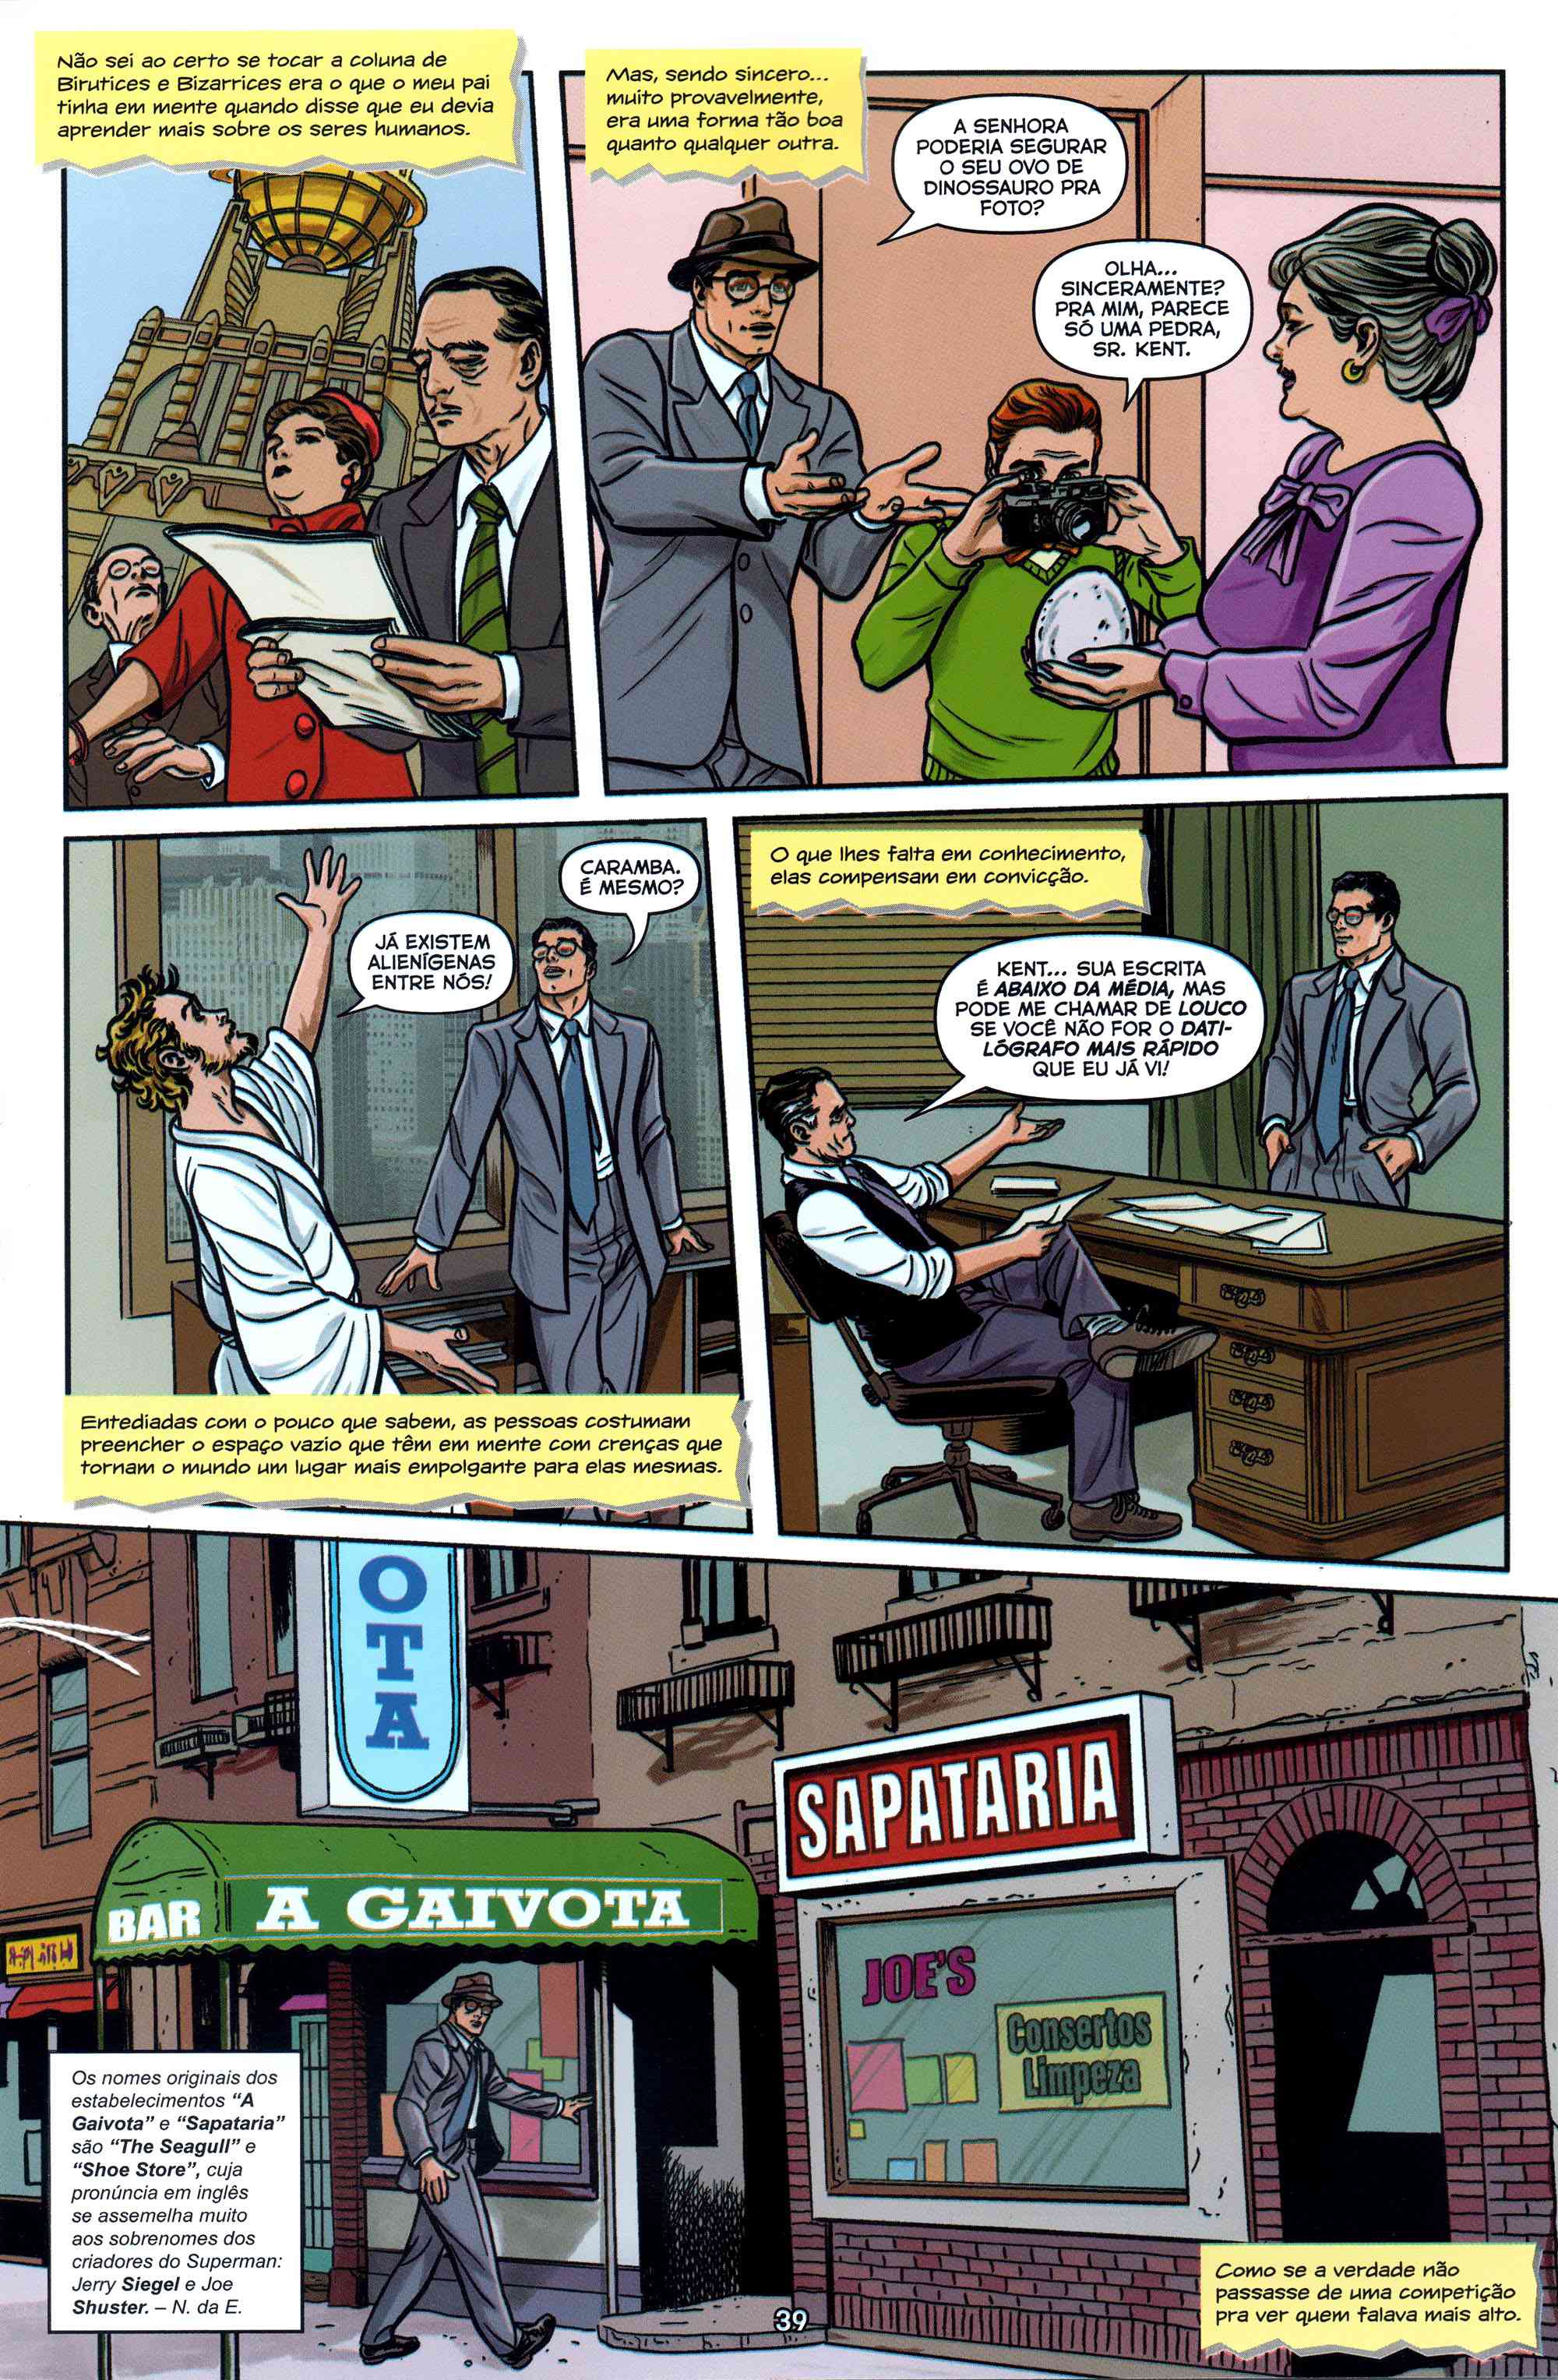 Não sei ao certo se tocar a coluna de
Birutices e Bizarrices era o que o meu pai
tinha em mente quando disse que eu devia
aprender mais sobre os seres humanos.
Mas, sendo sincero...
muito provavelmente,
era uma forma tão boa
quanto qualquer outra.
A SENHORA
PODERIA SEGURAR
O SEU OVO DE
DINOSSAURO PRA
FOTO?
OLHA...
SINCERAMENTE?
PRA MIM, PARECE
SÓ UMA PEDRA,
SR. KENT.
JÁ EXISTEM
ALIENÍGENAS
ENTRE NÓS!
CARAMBA.
É MESMO?
Entediadas com o pouco que sabem, as pessoas costumam
preencher o espaço vazio que têm em mente com crenças que
tornam o mundo um lugar mais empolgante para elas mesmas.
O que lhes falta em conhecimento,
elas compensam em convicção.
KENT... SUA ESCRITA
É ABAIXO DA MÉDIA, MAS
PODE ME CHAMAR DE LOUCO
SE VOCÊ NÃO FOR O DATI-
LÓGRAFO MAIS RÁPIDO
QUE EU JÁ VI!
O
T
A
BAR
A GAIVOTA
SAPATARIA
JOE'S
Consertos
Limpeza
Os nomes originais dos
estabelecimentos “A
Gaivota” e “Sapataria”
são “The Seagull” e
“Shoe Store”, cuja
pronúncia em inglês
se assemelha muito
aos sobrenomes dos
criadores do Superman:
Jerry Siegel e Joe
Shuster. – N. da E.
Como se a verdade não
passasse de uma competição
pra ver quem falava mais alto.
39